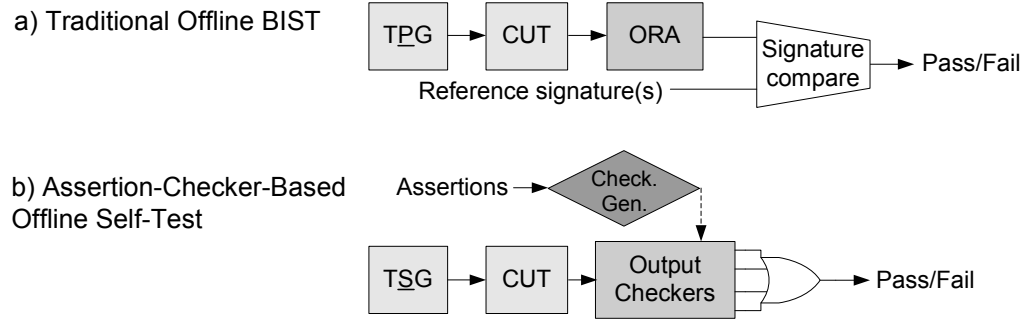 a) Traditional Offline BIST
TPG
CUT
ORA
Signature
compare
Pass/Fail
Reference signature(s)
b) Assertion-Checker-Based
Offline Self-Test
Assertions
Check.
Gen.
TSG
CUT
Output
Checkers
Pass/Fail